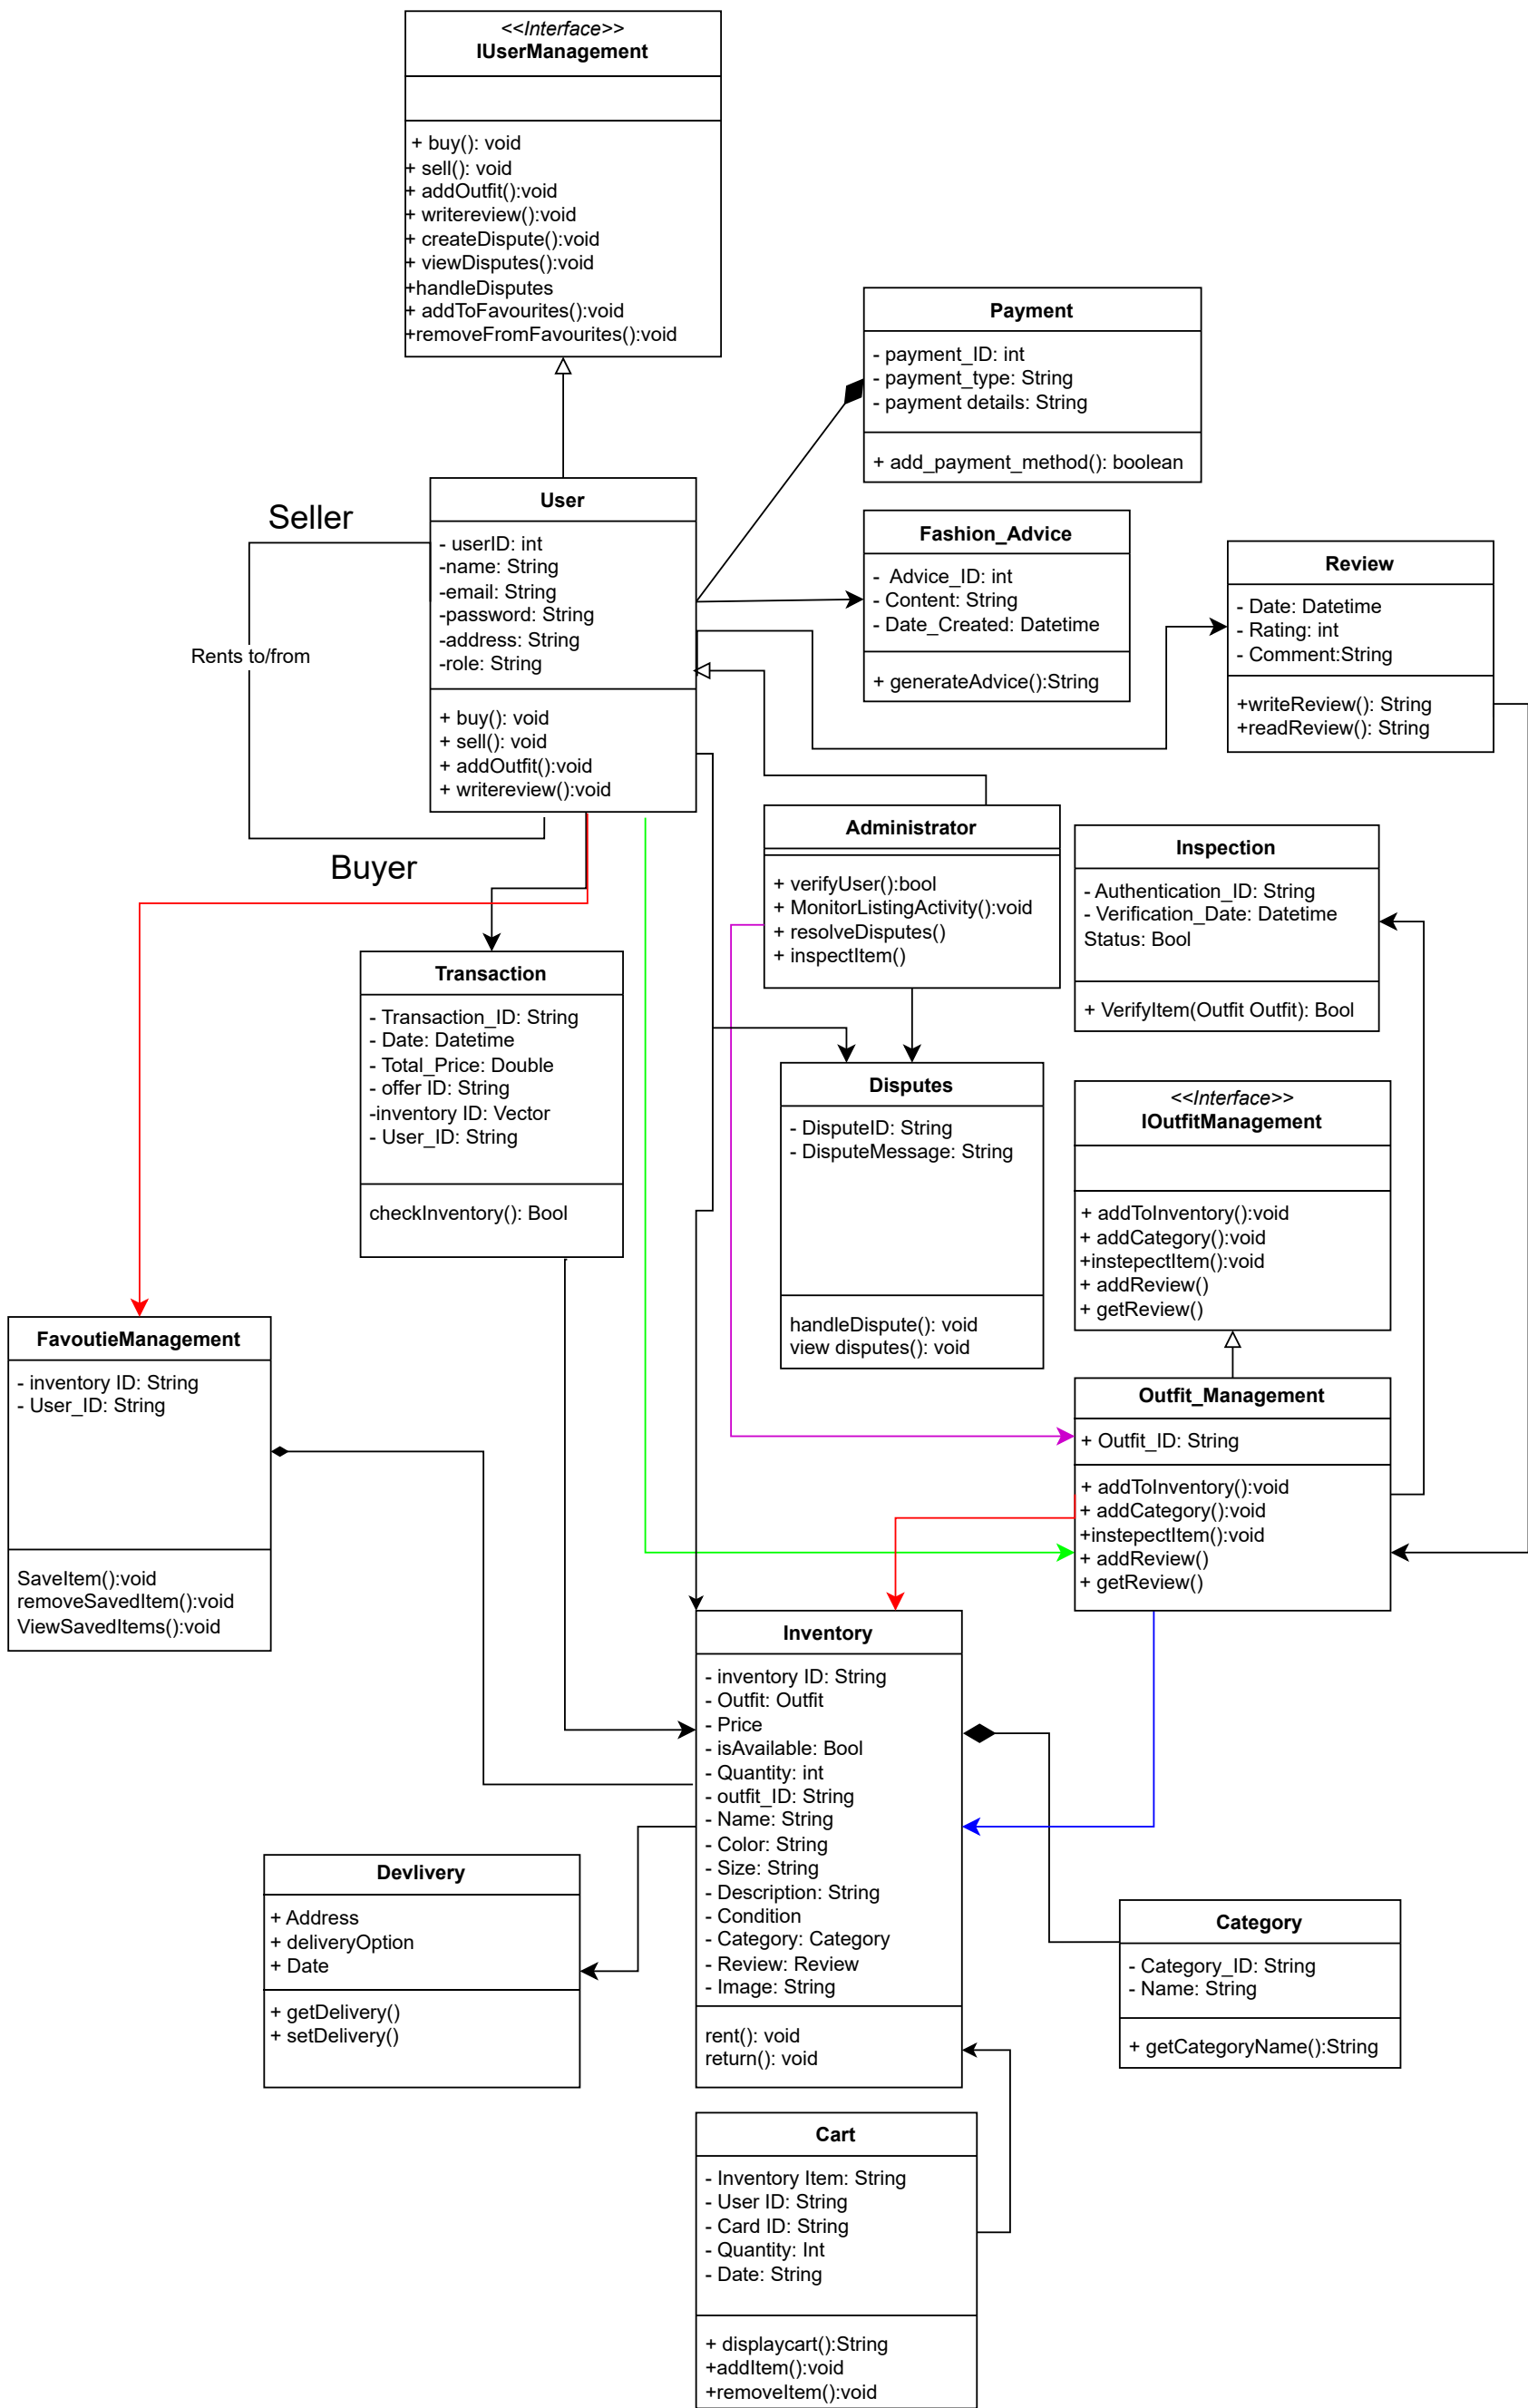 <<Interface>>
IUserManagement
+ buy(): void
+ sell(): void
+ addOutfit():void
+ writereview():void
+ createDispute():void
+ viewDisputes():void
+handleDisputes
+ addToFavourites():void
+removeFromFavourites():void
Payment
- payment_ID: int
- payment_type: String
- payment details: String
+ add_payment_method(): boolean
User
- userID: int
-name: String
-email: String
-password: String
-address: String
-role: String
+ buy(): void
+ sell(): void
+ addOutfit():void
+ writereview():void
Seller
Rents to/from
Buyer
Fashion_Advice
- Advice_ID: int
- Content: String
- Date_Created: Datetime
+ generateAdvice():String
Review
- Date: Datetime
- Rating: int
- Comment:String
+writeReview(): String
+readReview(): String
Administrator
+ verifyUser():bool
+ MonitorListingActivity():void
+ resolveDisputes()
+ inspectItem()
Inspection
- Authentication_ID: String
- Verification_Date: Datetime
Status: Bool
+ VerifyItem(Outfit Outfit): Bool
Transaction
- Transaction_ID: String
- Date: Datetime
- Total_Price: Double
- offer ID: String
-inventory ID: Vector
- User_ID: String
checkInventory(): Bool
Disputes
- DisputeID: String
- DisputeMessage: String
handleDispute(): void
view disputes(): void
<<Interface>>
IOutfitManagement
+ addToInventory():void
+ addCategory():void
+instepectItem():void
+ addReview()
+ getReview()
FavoutieManagement
- inventory ID: String
- User_ID: String
SaveItem():void
removeSavedItem():void
ViewSavedItems():void
Outfit_Management
+ Outfit_ID: String
+ addToInventory():void
+ addCategory():void
+instepectItem():void
+ addReview()
+ getReview()
Inventory
- inventory ID: String
- Outfit: Outfit
- Price
- isAvailable: Bool
- Quantity: int
- outfit_ID: String
- Name: String
- Color: String
- Size: String
- Description: String
- Condition
- Category: Category
- Review: Review
- Image: String
rent(): void
return(): void
Devlivery
+ Address
+ deliveryOption
+ Date
+ getDelivery()
+ setDelivery()
Category
- Category_ID: String
- Name: String
+ getCategoryName():String
Cart
- Inventory Item: String
- User ID: String
- Card ID: String
- Quantity: Int
- Date: String
+ displaycart():String
+addItem():void
+removeItem():void